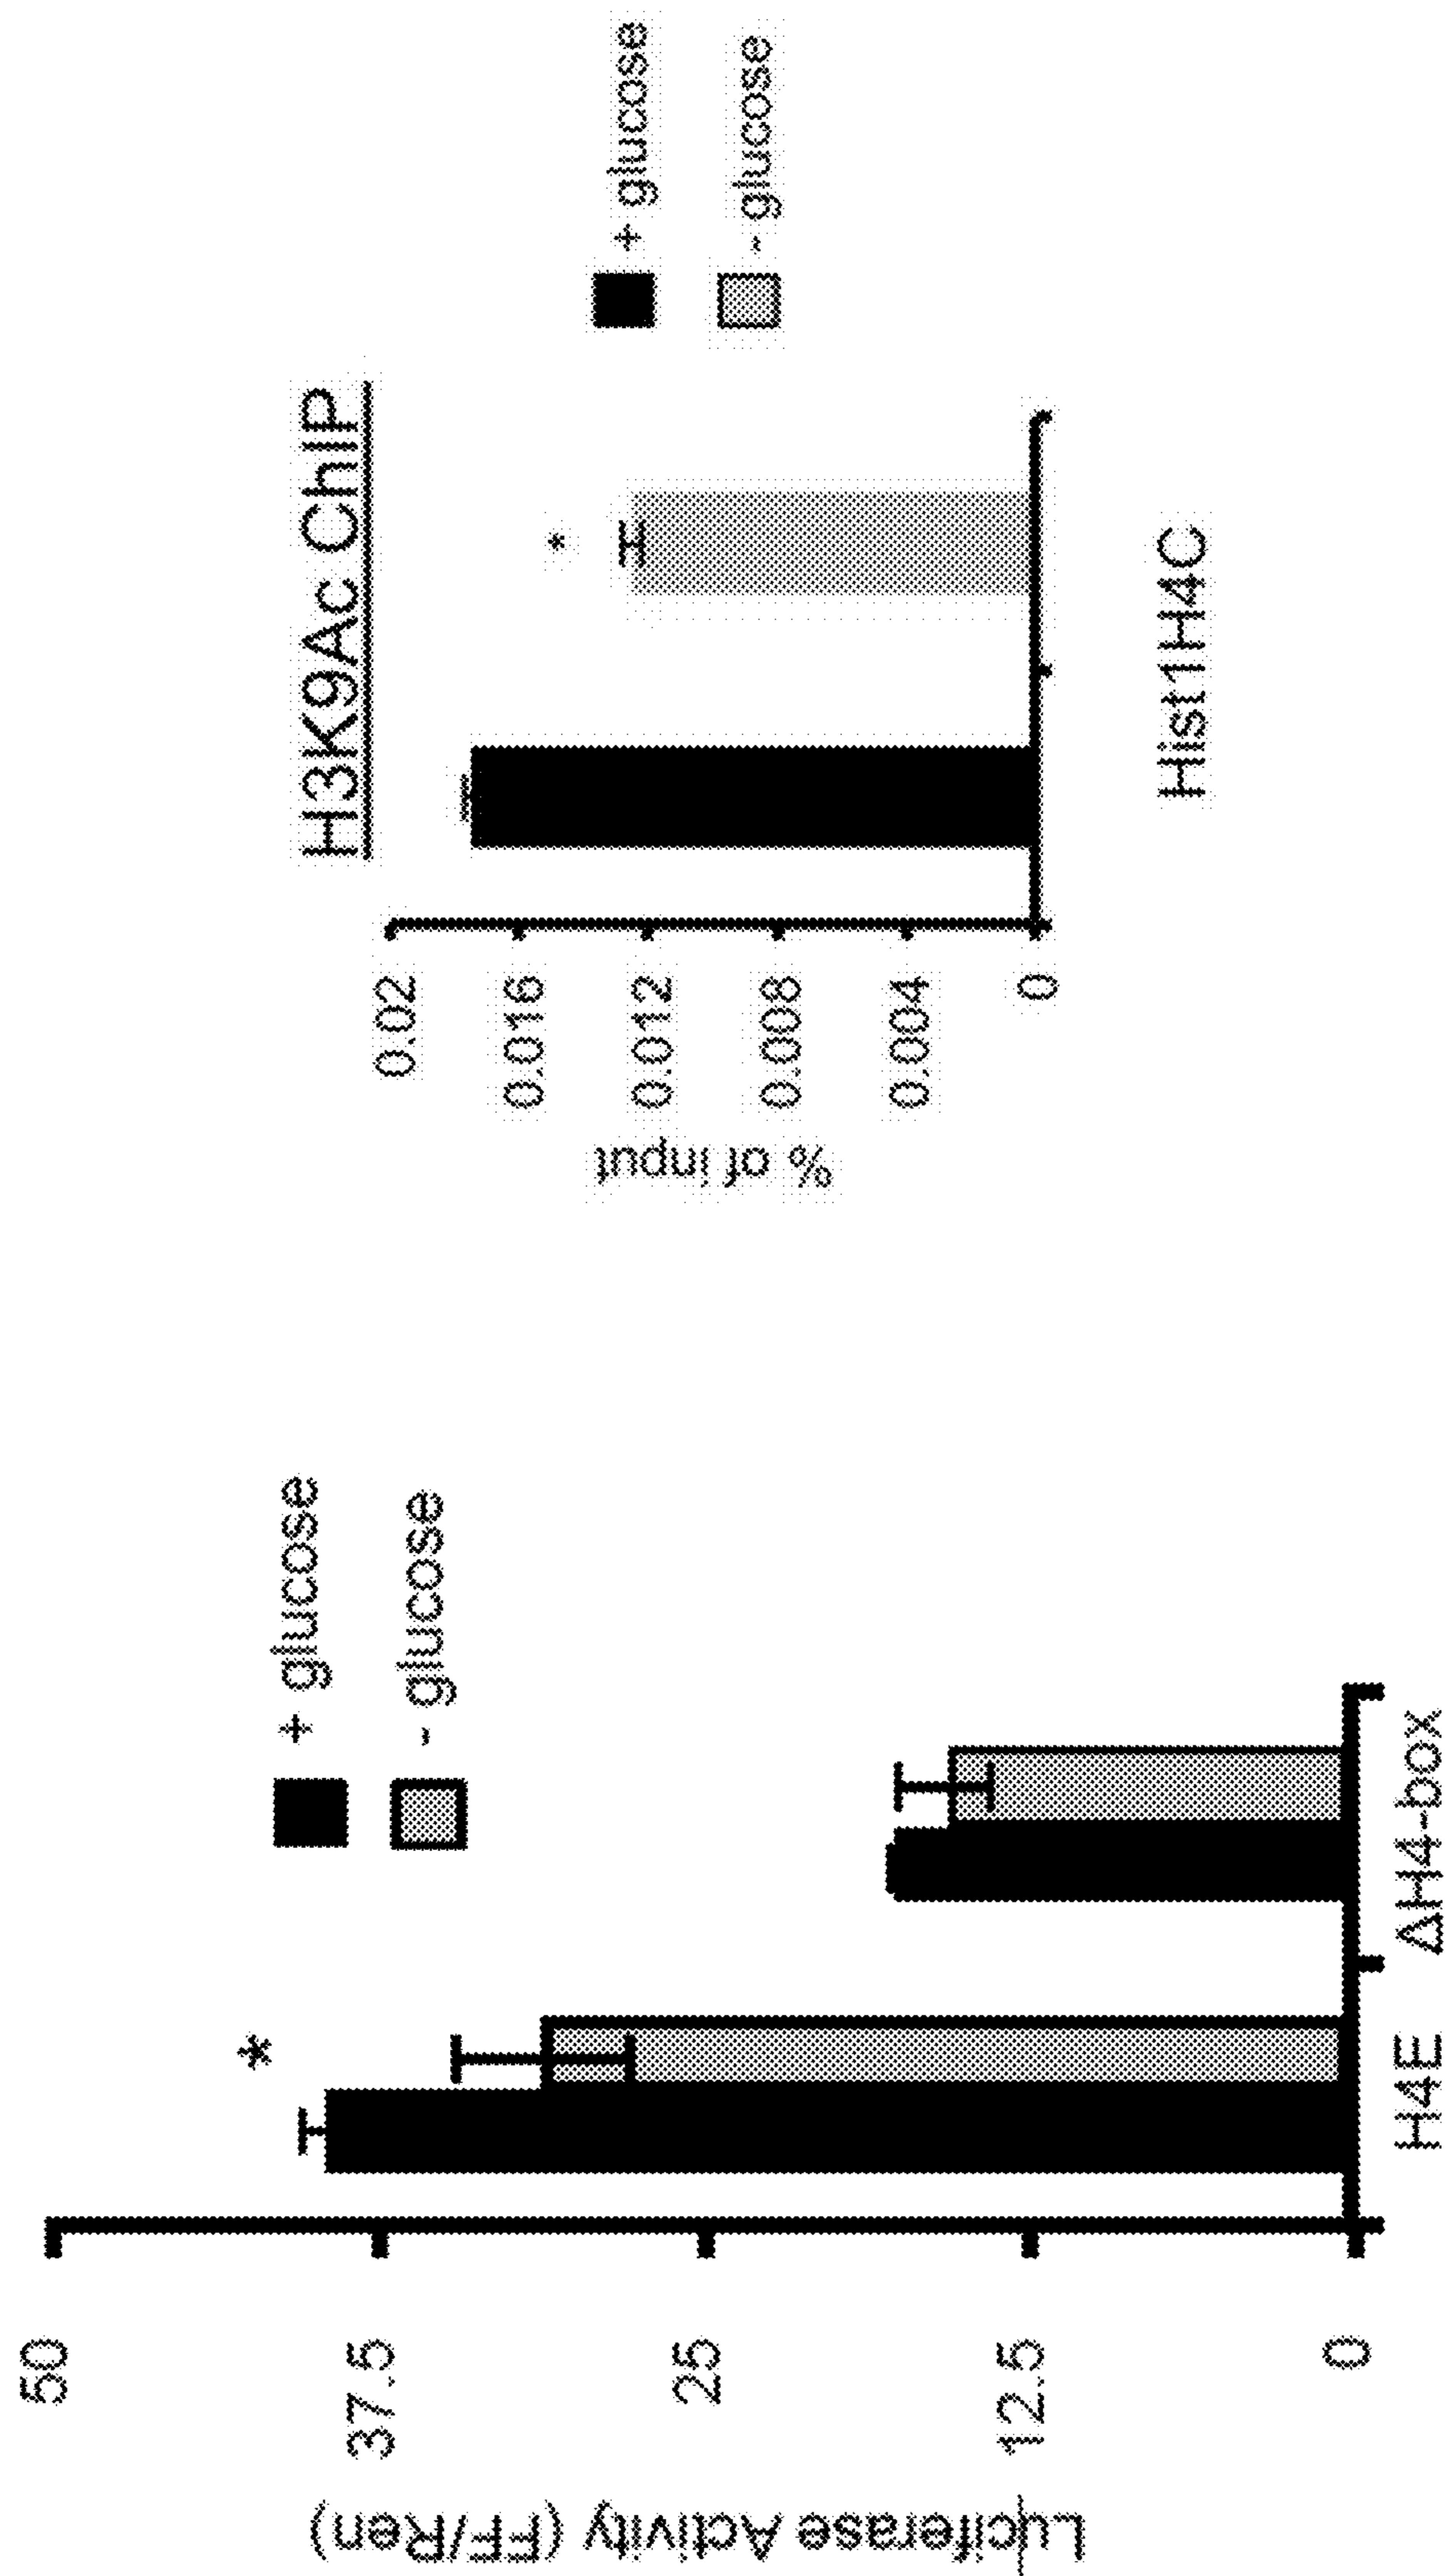 Luciferase Activity (FF/Ren)
50
37.5
25
12.5
0
*
H4E
ΔH4-box
+ glucose
- glucose
H3K9Ac ChIP
% of input
0.02
0.016
0.012
0.008
0.004
0
*
Hist1H4C
+ glucose
- glucose